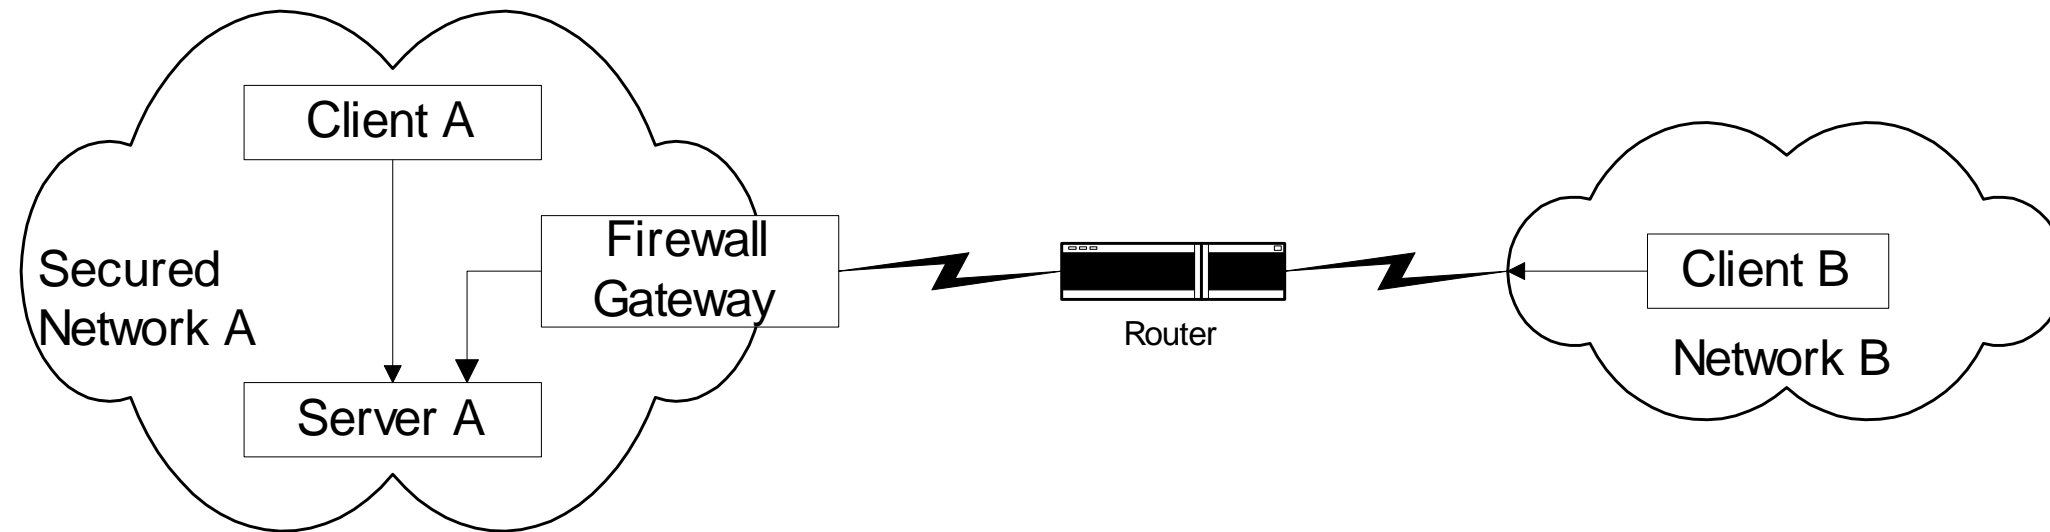 Client A
Firewall
Gateway
Secured
Network A
Server A
Router
Client B
Network B